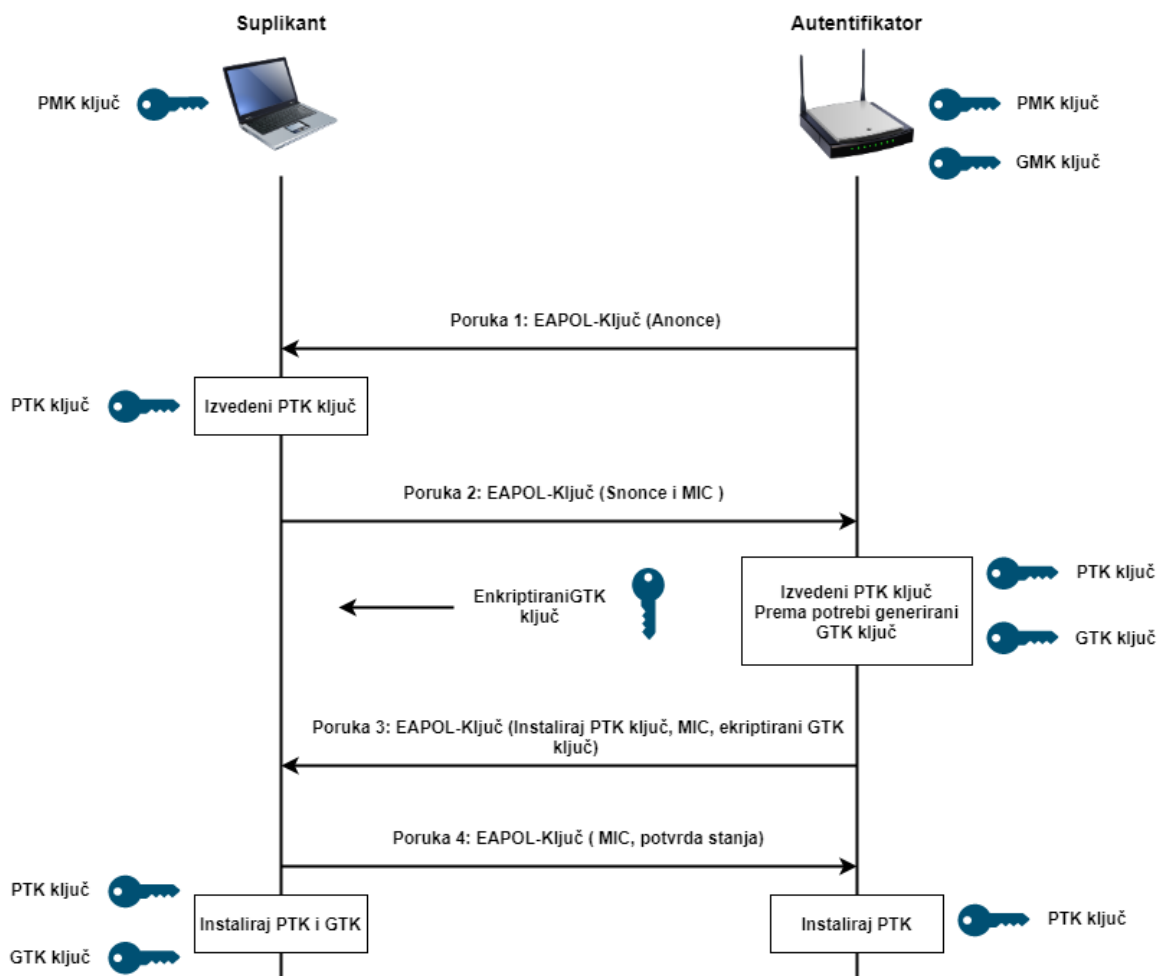 Suplikant
Autentifikator
PMK ključ
PMK ključ
GMK ključ
Poruka 1: EAPOL-Ključ (Anonce)
PTK ključ
Izvedeni PTK ključ
Poruka 2: EAPOL-Ključ (Snonce i MIC )
EnkriptiraniGTK
ključ
Izvedeni PTK ključ
Prema potrebi generirani
GTK ključ
PTK ključ
GTK ključ
Poruka 3: EAPOL-Ključ (Instaliraj PTK ključ, MIC, ekriptirani GTK
ključ)
Poruka 4: EAPOL-Ključ ( MIC, potvrda stanja)
PTK ključ
GTK ključ
Instaliraj PTK i GTK
Instaliraj PTK
PTK ključ